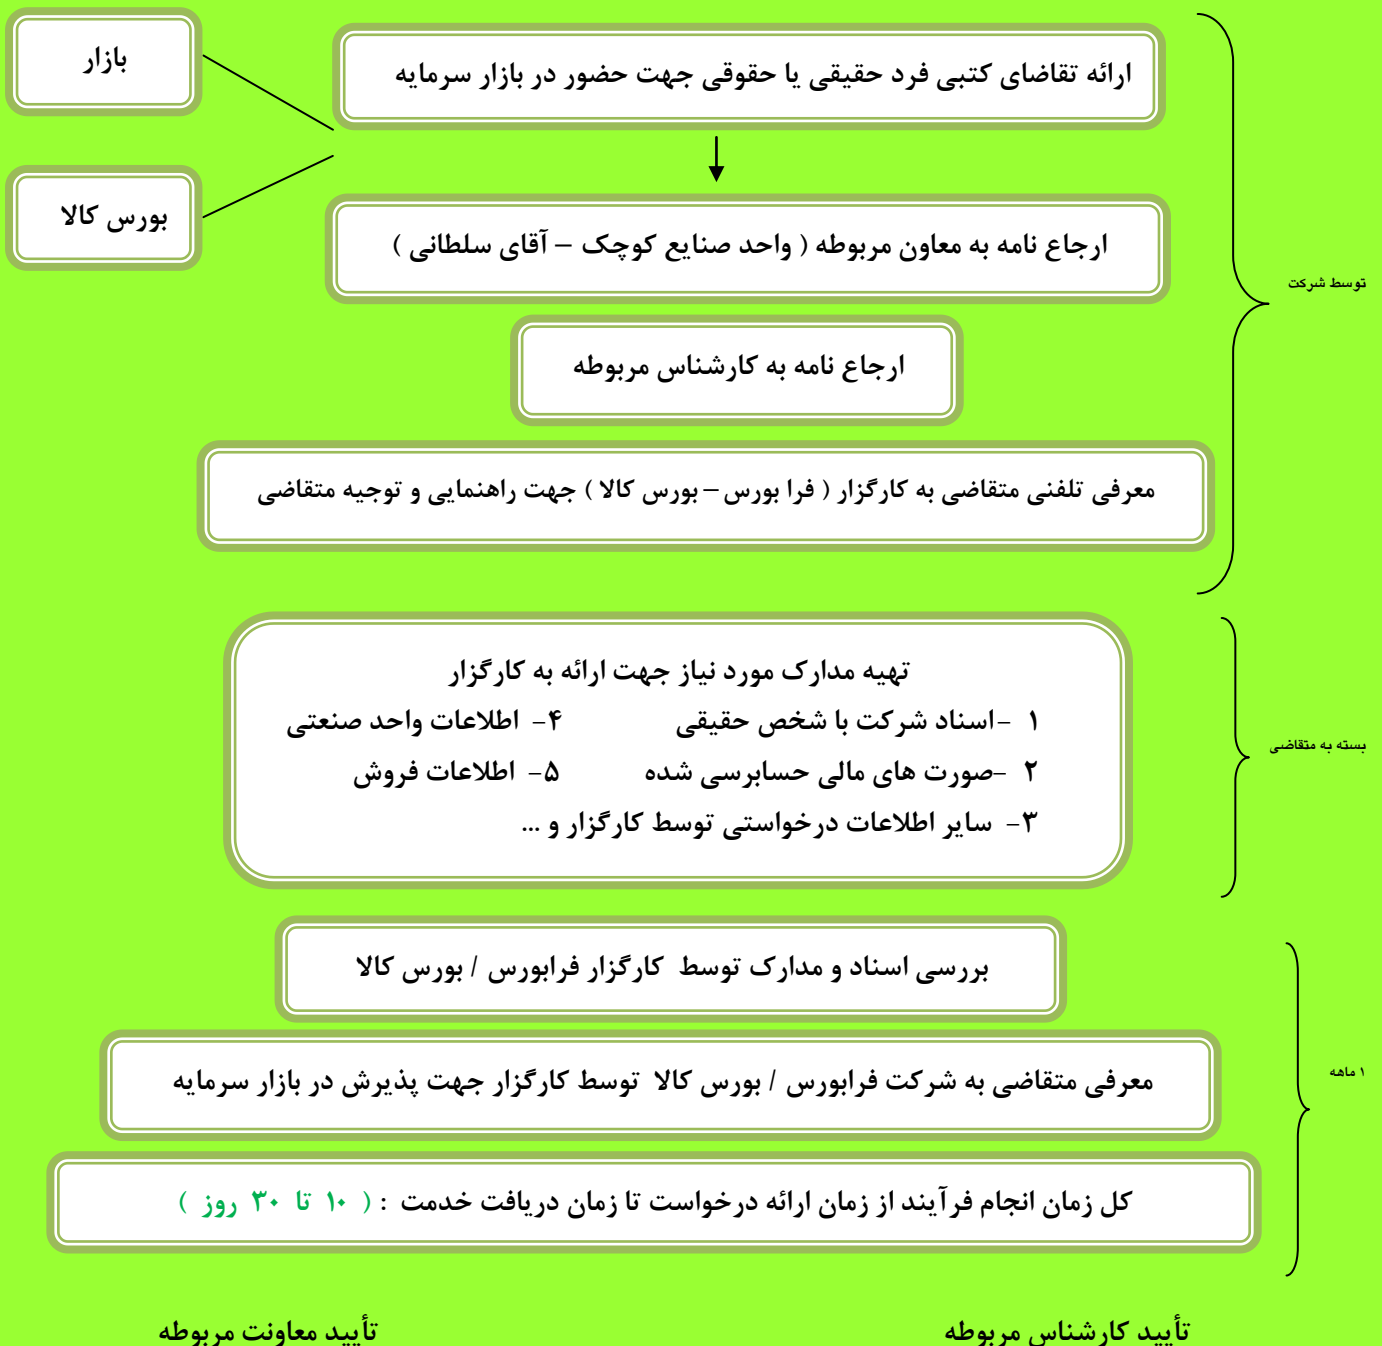 بازار
ارائه تقاضای کتبی فرد حقیقی یا حقوقی جهت حضور در بازار سرمایه
بورس کالا
ارجاع نامه به معاون مربوطه ( واحد صنایع کوچک – آقای سلطانی )
توسط شرکت
ارجاع نامه به کارشناس مربوطه
معرفی تلفنی متقاضی به کارگزار ( فرا بورس – بورس کالا ) جهت راهنمایی و توجیه متقاضی
تهیه مدارک مورد نیاز جهت ارائه به کارگزار
۱ -اسناد شرکت با شخص حقیقی ۴- اطلاعات واحد صنعتی
بسته به متقاضی
۲ -صورت های مالی حسابرسی شده ۵- اطلاعات فروش
۳- سایر اطلاعات درخواستی توسط کارگزار و ...
بررسی اسناد و مدارک توسط کارگزار فرابورس / بورس کالا
۱ ماهه
معرفی متقاضی به شرکت فرابورس / بورس کالا توسط کارگزار جهت پذیرش در بازار سرمایه
کل زمان انجام فرآیند از زمان ارائه درخواست تا زمان دریافت خدمت : ( ۱۰ تا ۳۰ روز )
تأیید کارشناس مربوطه تأیید معاونت مربوطه